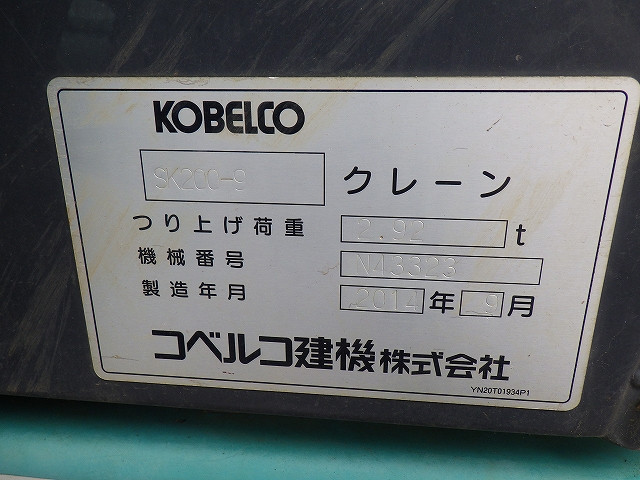 KOBELCO
SK200-9 クレーン
つり上げ荷重 2.92 t
機械番号 N43323
製造年月 2014 年 9 月
コベルコ建機株式会社
YN20T01934P1